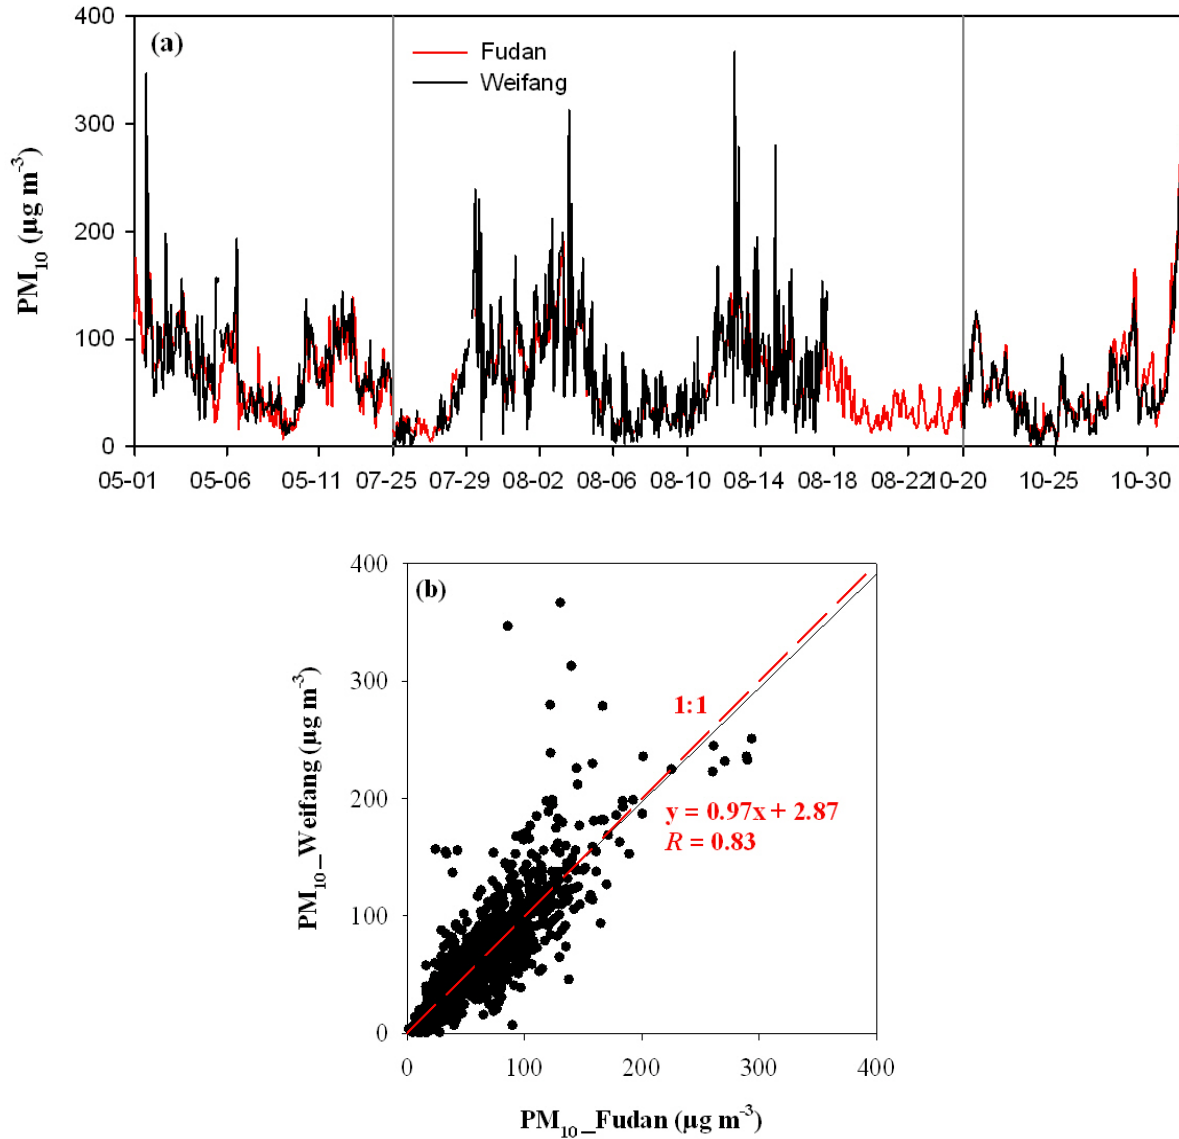 400
(a)
Fudan
Weifang
300
200
100
0
PM10 (µg m-3)
05-01 05-06 05-11 07-25 07-29 08-02 08-06 08-10 08-14 08-18 08-22 10-20 10-25 10-30
400
(b)
300
1:1
200
y = 0.97x + 2.87
R = 0.83
100
0
PM10_Weifang (µg m-3)
0 100 200 300 400
PM10_Fudan (µg m-3)